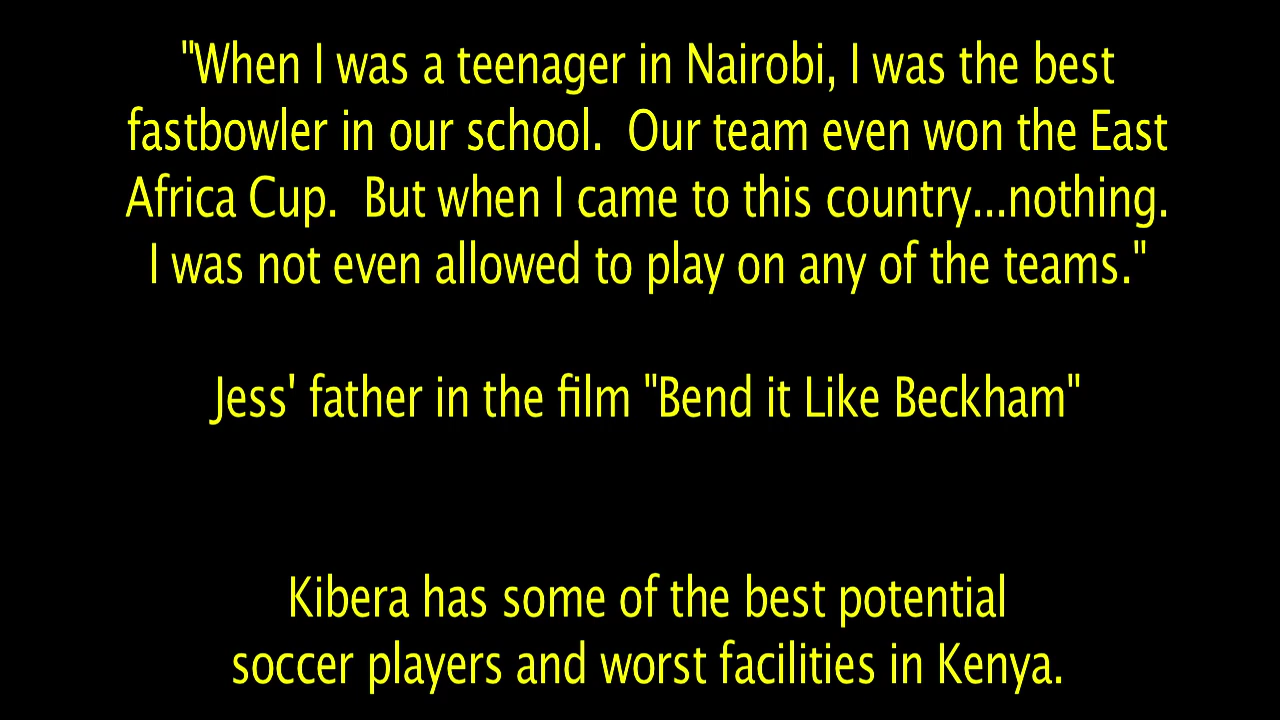 "When I was a teenager in Nairobi, I was the best
fastbowler in our school.  Our team even won the East
Africa Cup.  But when I came to this country...nothing.
I was not even allowed to play on any of the teams."
Jess' father in the film "Bend it Like Beckham"
Kibera has some of the best potential
soccer players and worst facilities in Kenya.